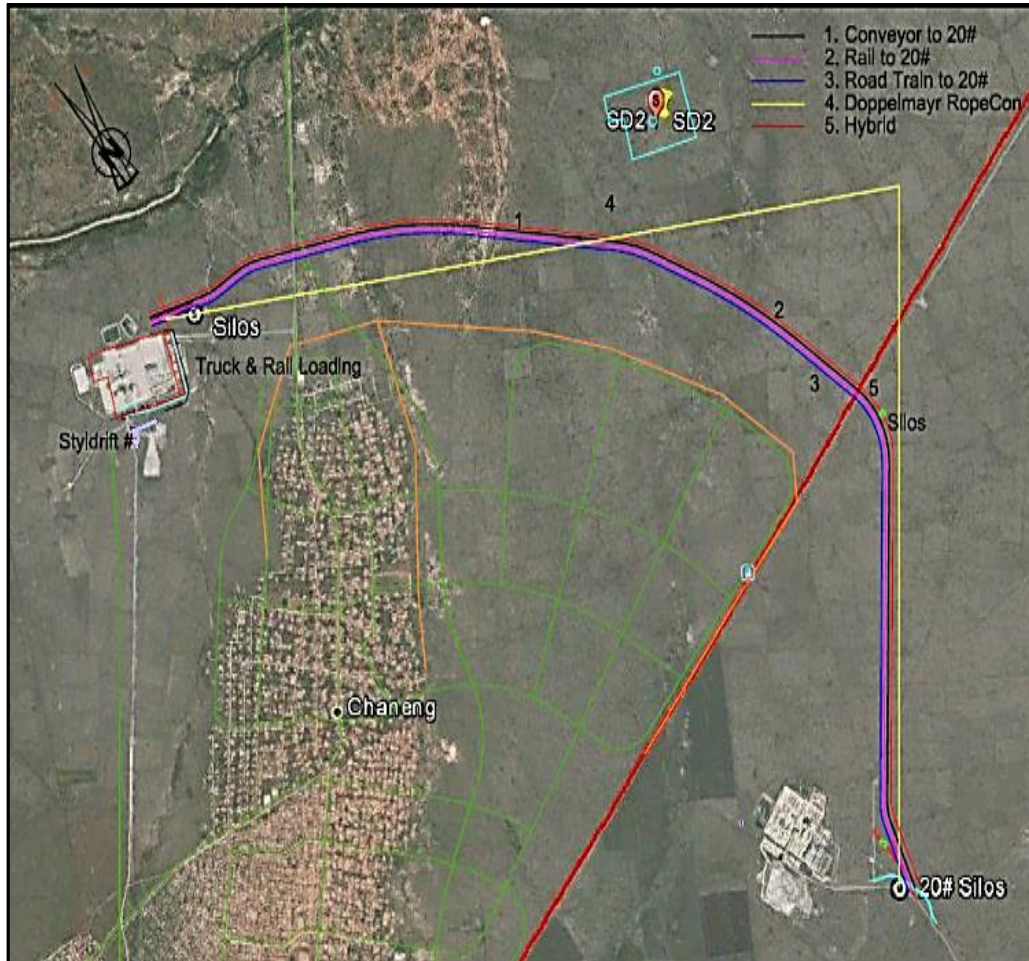 1. Conveyor to 20#
2. Rail to 20#
3. Road Train to 20#
4. Doppelmayr RopeCon
5. Hybrid
N
SD2 SD2
1
4
2
3
5
Silos
Silos
Truck & Rail Loading
Styldrift #
Chaneng
20# Silos